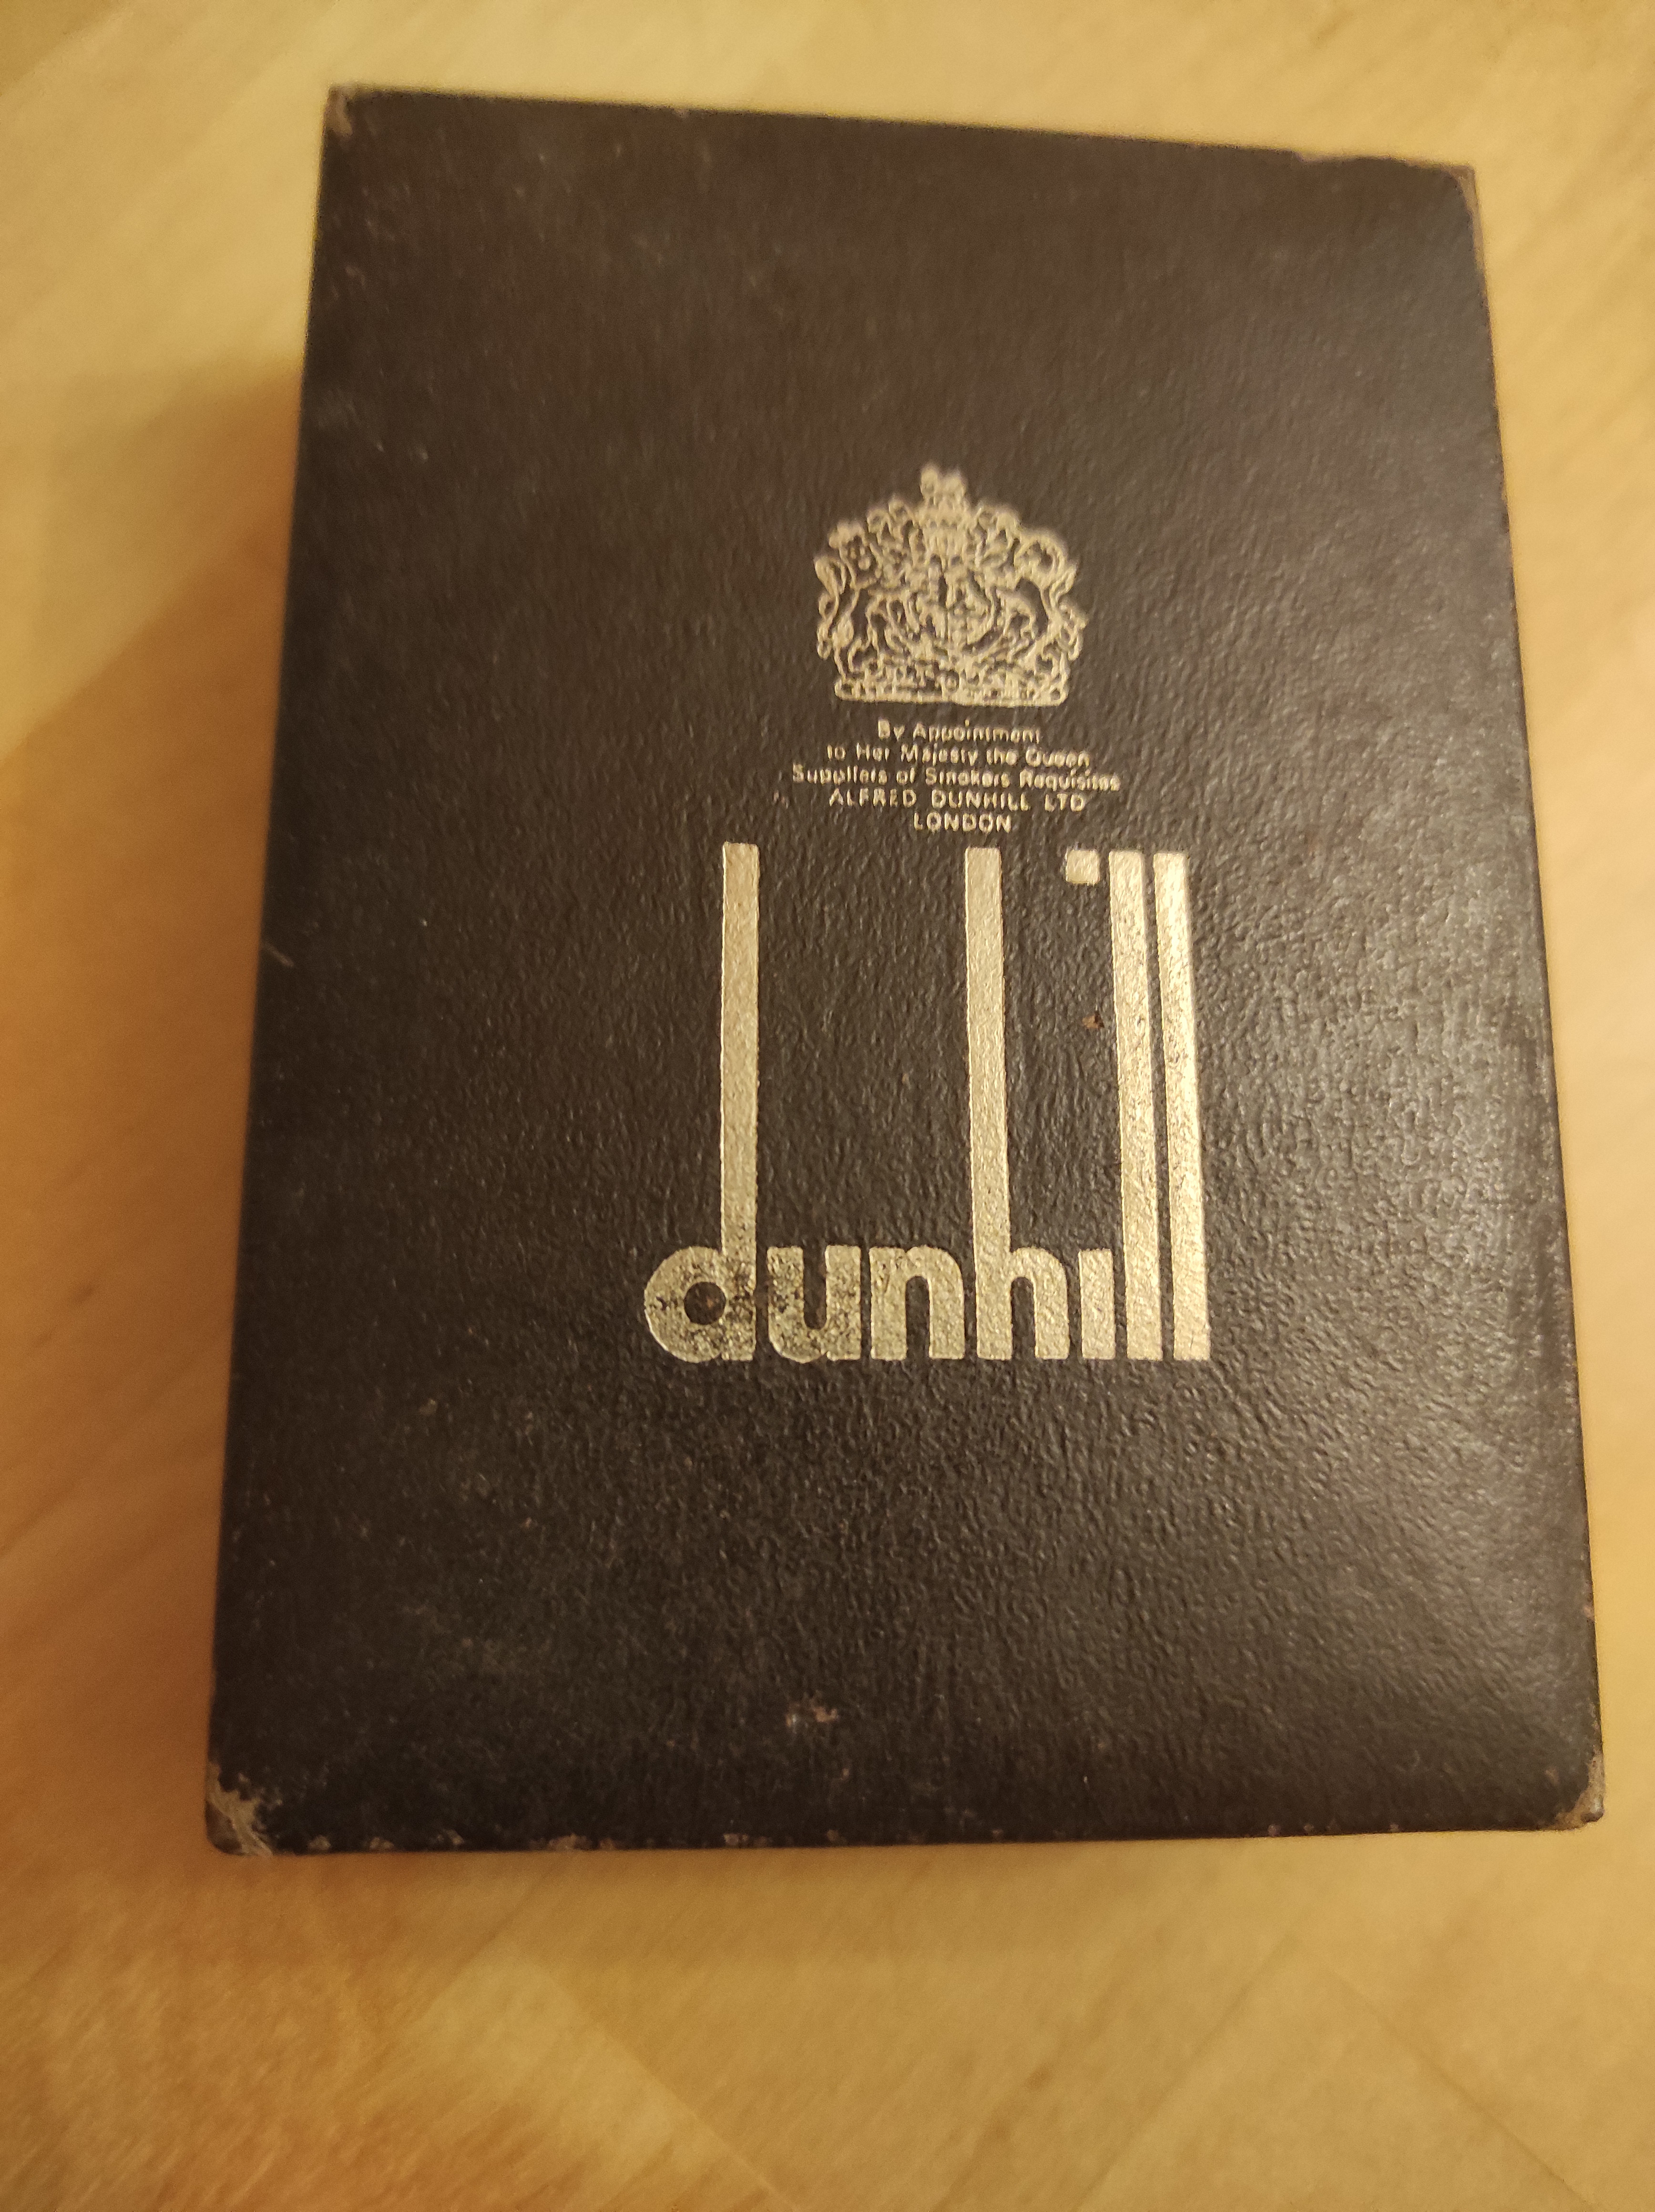 By Appointment
to Her Majesty the Queen
Suppliers of Smokers Requisites
ALFRED DUNHILL LTD
LONDON
dunhill